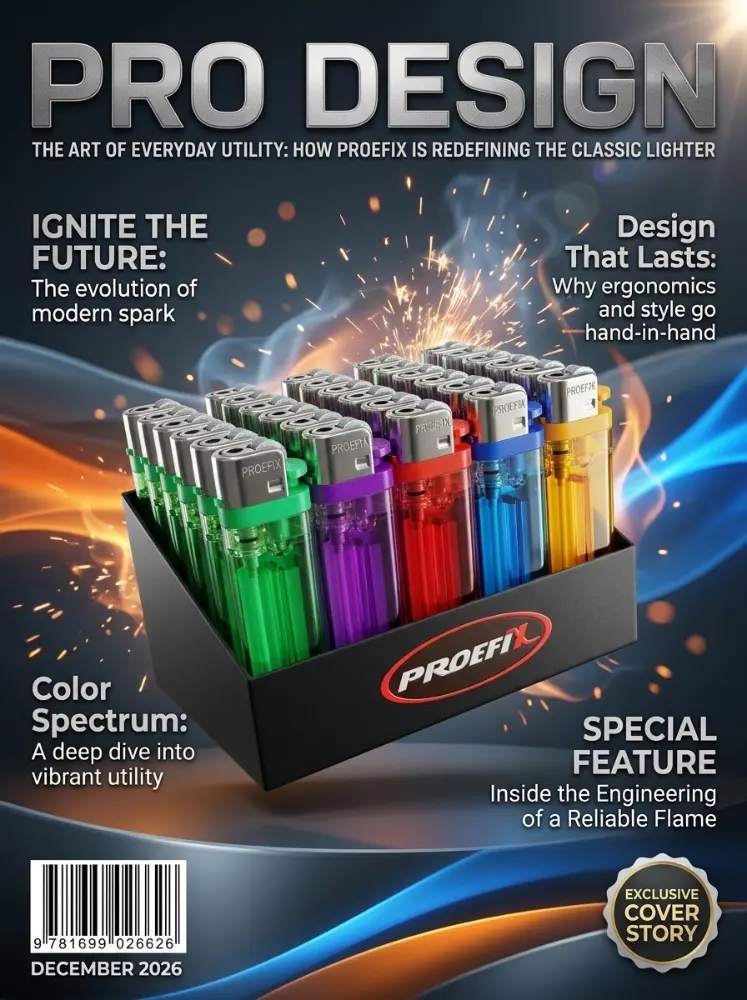 PRO DESIGN
THE ART OF EVERYDAY UTILITY: HOW PROEFIX IS REDEFINING THE CLASSIC LIGHTER
IGNITE THE
FUTURE:
The evolution of
modern spark
Design
That Lasts:
Why ergonomics
and style go
hand-in-hand
PROEFIX
PROEFIX
PROEFIX
PROEFIX
PROEFIX
PROEFIX
Color
Spectrum:
A deep dive into
vibrant utility
SPECIAL
FEATURE
Inside the Engineering
of a Reliable Flame
EXCLUSIVE
COVER
STORY
9 781699 026626
DECEMBER 2026